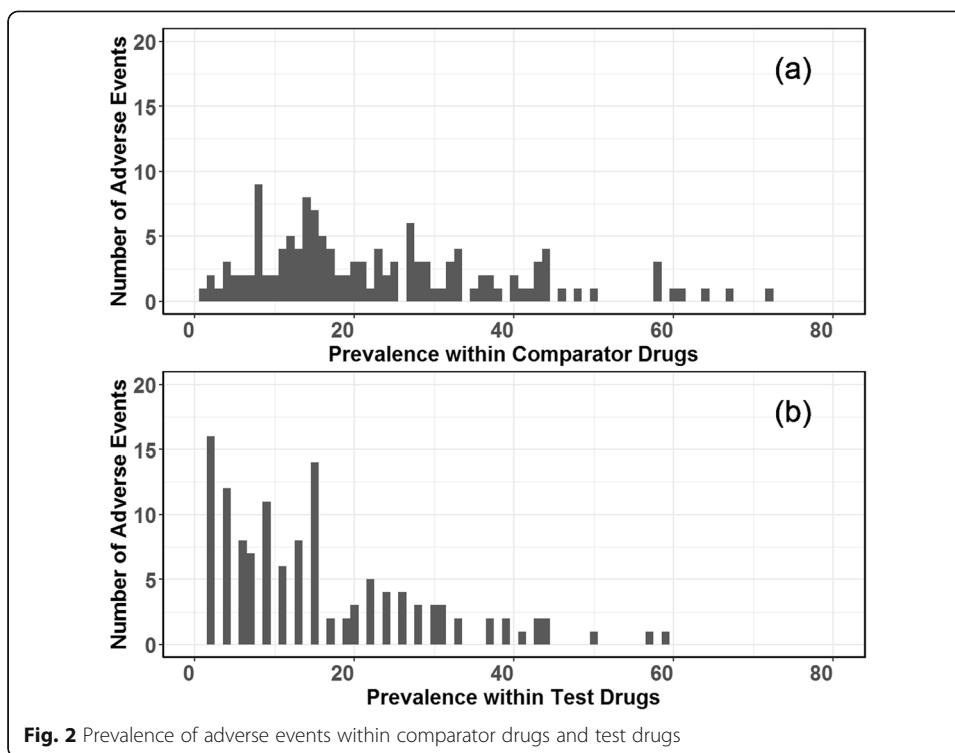 (a)
Number of Adverse Events
20
15
10
5
0
0 20 40 60 80
Prevalence within Comparator Drugs
(b)
Number of Adverse Events
20
15
10
5
0
0 20 40 60 80
Prevalence within Test Drugs
Fig. 2 Prevalence of adverse events within comparator drugs and test drugs